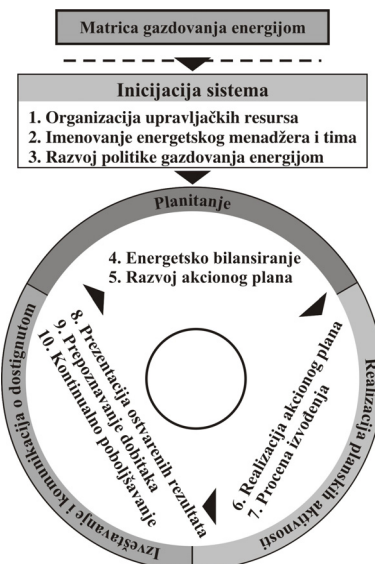 Matrica gazdovanja energijom
Inicijacija sistema
1. Organizacija upravljačkih resursa
2. Imenovanje energetskog menadžera i tima
3. Razvoj politike gazdovanja energijom
Planitanje
4. Energetsko bilansiranje
5. Razvoj akcionog plana
Realizacija planskih aktivnosti
6. Realizacija akcionog plana
7. Procena izvođenja
Izveštavanje i komunikacija o dostignutom
8. Prezentacija ostvarenih rezultata
9. Prepoznavanje dobitaka
10. Kontinualno poboljšavanje